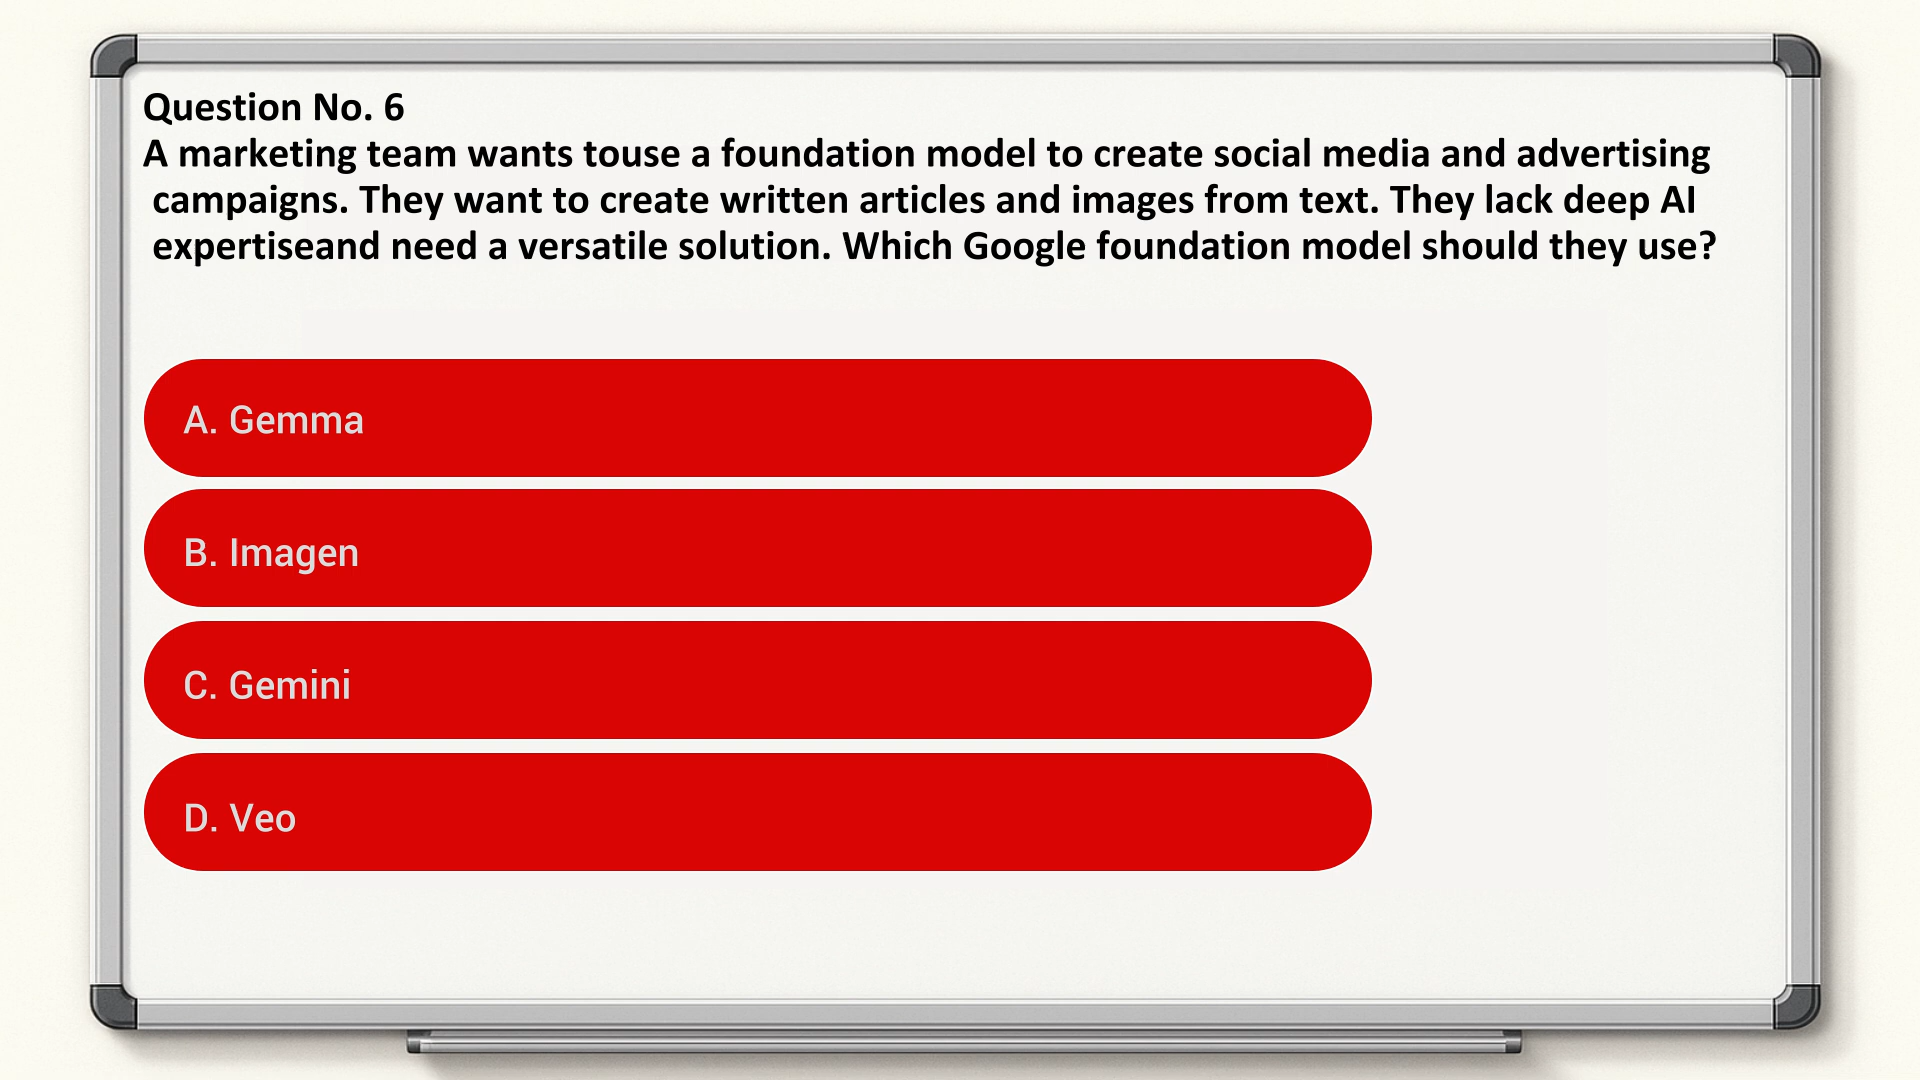 Question No. 6
A marketing team wants touse a foundation model to create social media and advertising
campaigns. They want to create written articles and images from text. They lack deep AI
expertiseand need a versatile solution. Which Google foundation model should they use?
A. Gemma
B. Imagen
C. Gemini
D. Veo